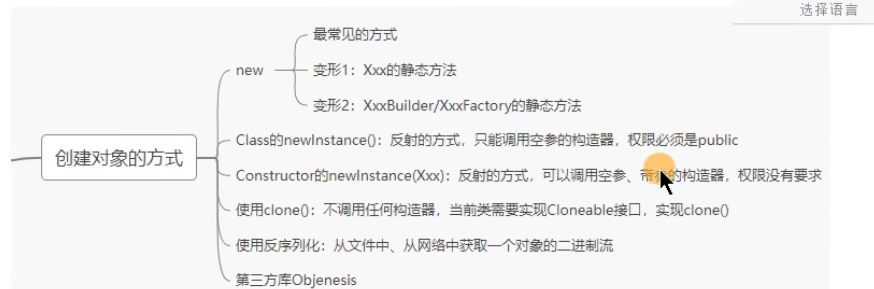 选择语言
创建对象的方式
new
最常见的方式
变形1：Xxx的静态方法
变形2：XxxBuilder/XxxFactory的静态方法
Class的newInstance()：反射的方式，只能调用空参的构造器，权限必须是public
Constructor的newInstance(Xxx)：反射的方式，可以调用空参、带参的构造器，权限没有要求
使用clone()：不调用任何构造器，当前类需要实现Cloneable接口，实现clone()
使用反序列化：从文件中、从网络中获取一个对象的二进制流
第三方库Objenesis